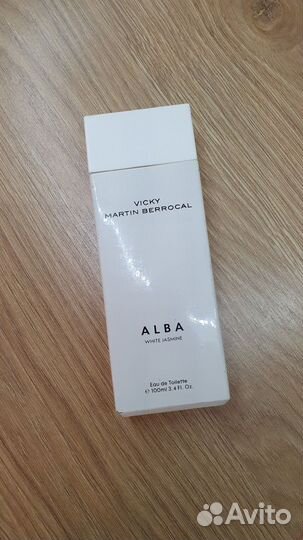 VICKY
MARTIN BERROCAL
ALBA
WHITE JASMINE
Eau de Toilette
℮ 100ml 3.4 fl. Oz.
Avito